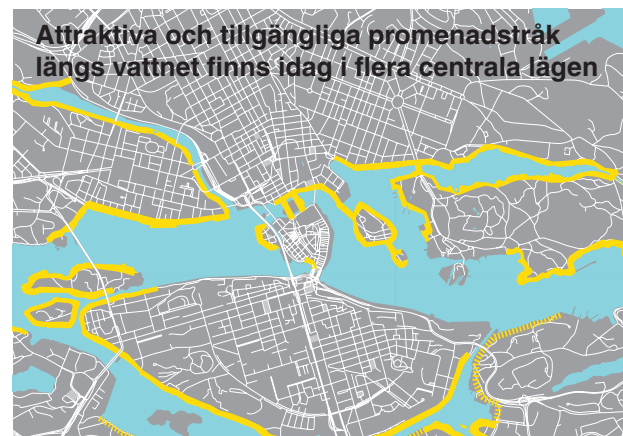 Attraktiva och tillgängliga promenadstråk
längs vattnet finns idag i flera centrala lägen